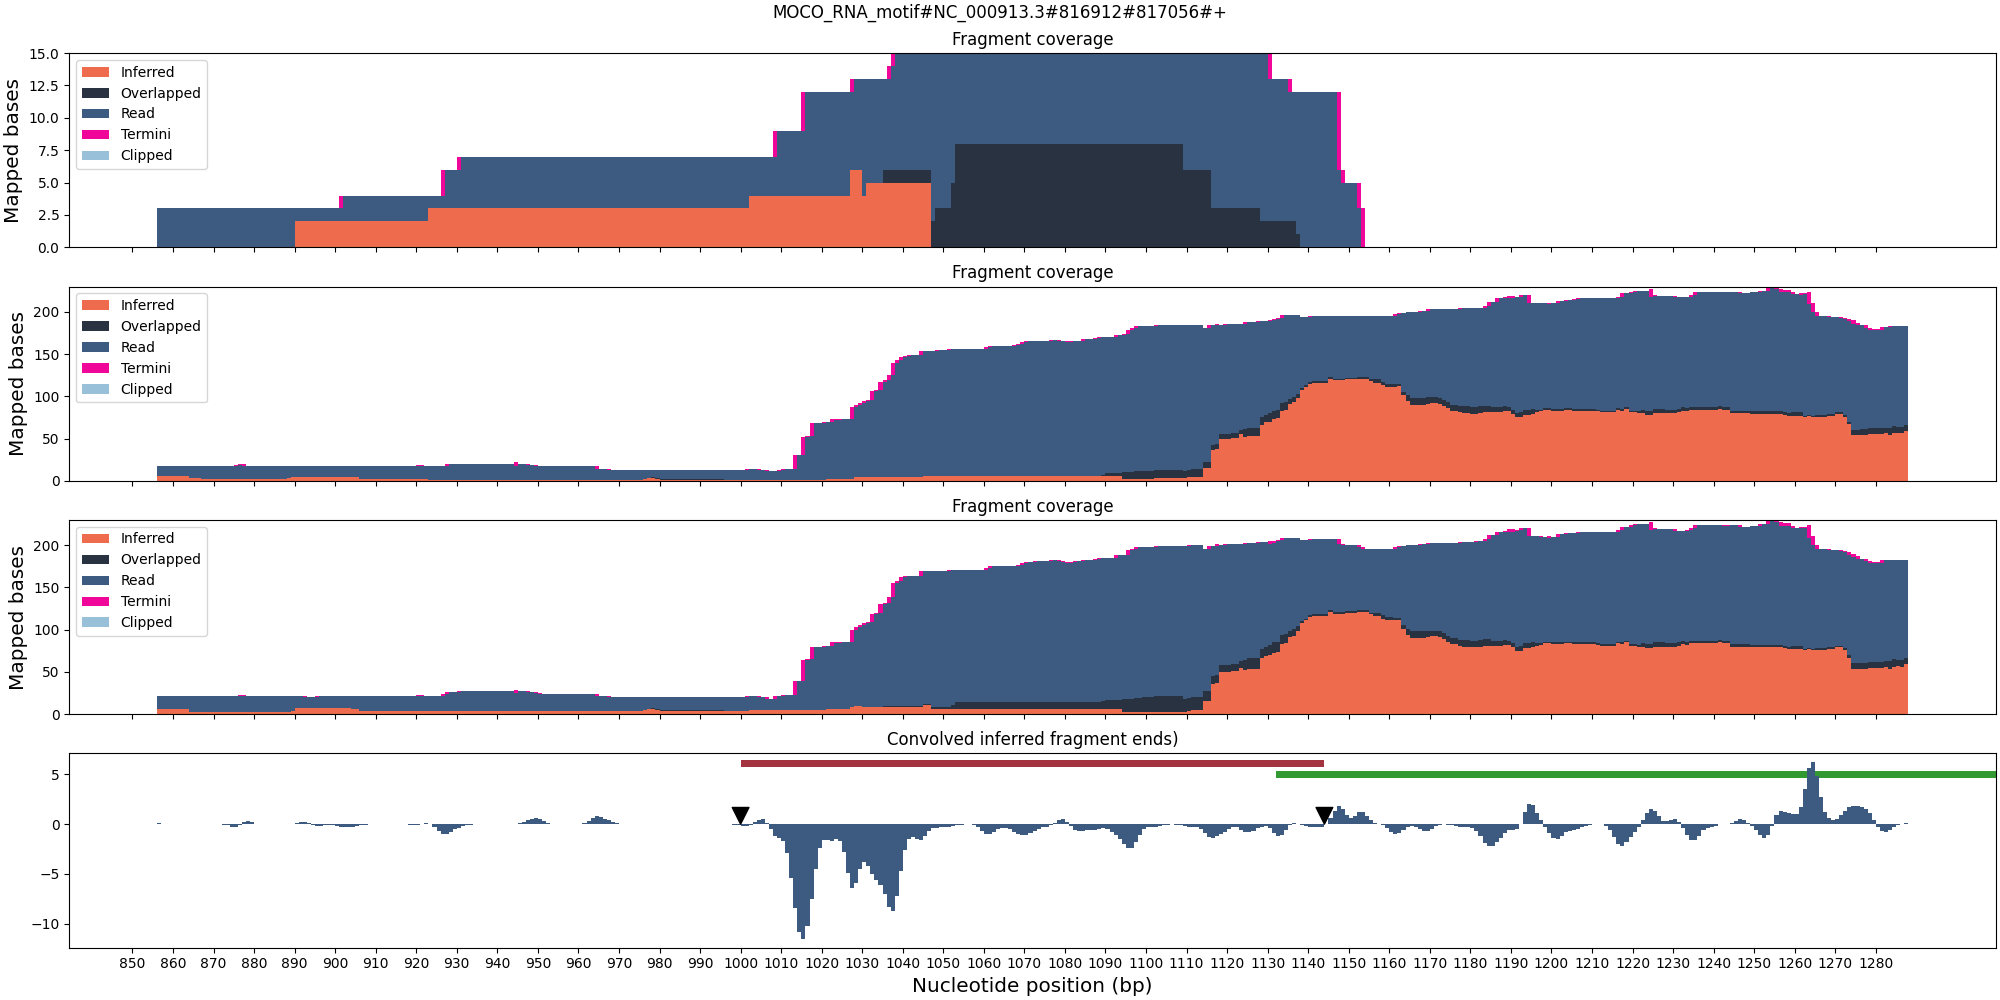 MOCO_RNA_motif#NC_000913.3#816912#817056#+
Fragment coverage
Mapped bases
15.0
12.5
10.0
7.5
5.0
2.5
0.0
Inferred
Overlapped
Read
Termini
Clipped
Fragment coverage
Mapped bases
200
150
100
50
0
Inferred
Overlapped
Read
Termini
Clipped
Fragment coverage
Mapped bases
200
150
100
50
0
Inferred
Overlapped
Read
Termini
Clipped
Convolved inferred fragment ends)
5
0
−5
−10
850 860 870 880 890 900 910 920 930 940 950 960 970 980 990 1000 1010 1020 1030 1040 1050 1060 1070 1080 1090 1100 1110 1120 1130 1140 1150 1160 1170 1180 1190 1200 1210 1220 1230 1240 1250 1260 1270 1280
Nucleotide position (bp)